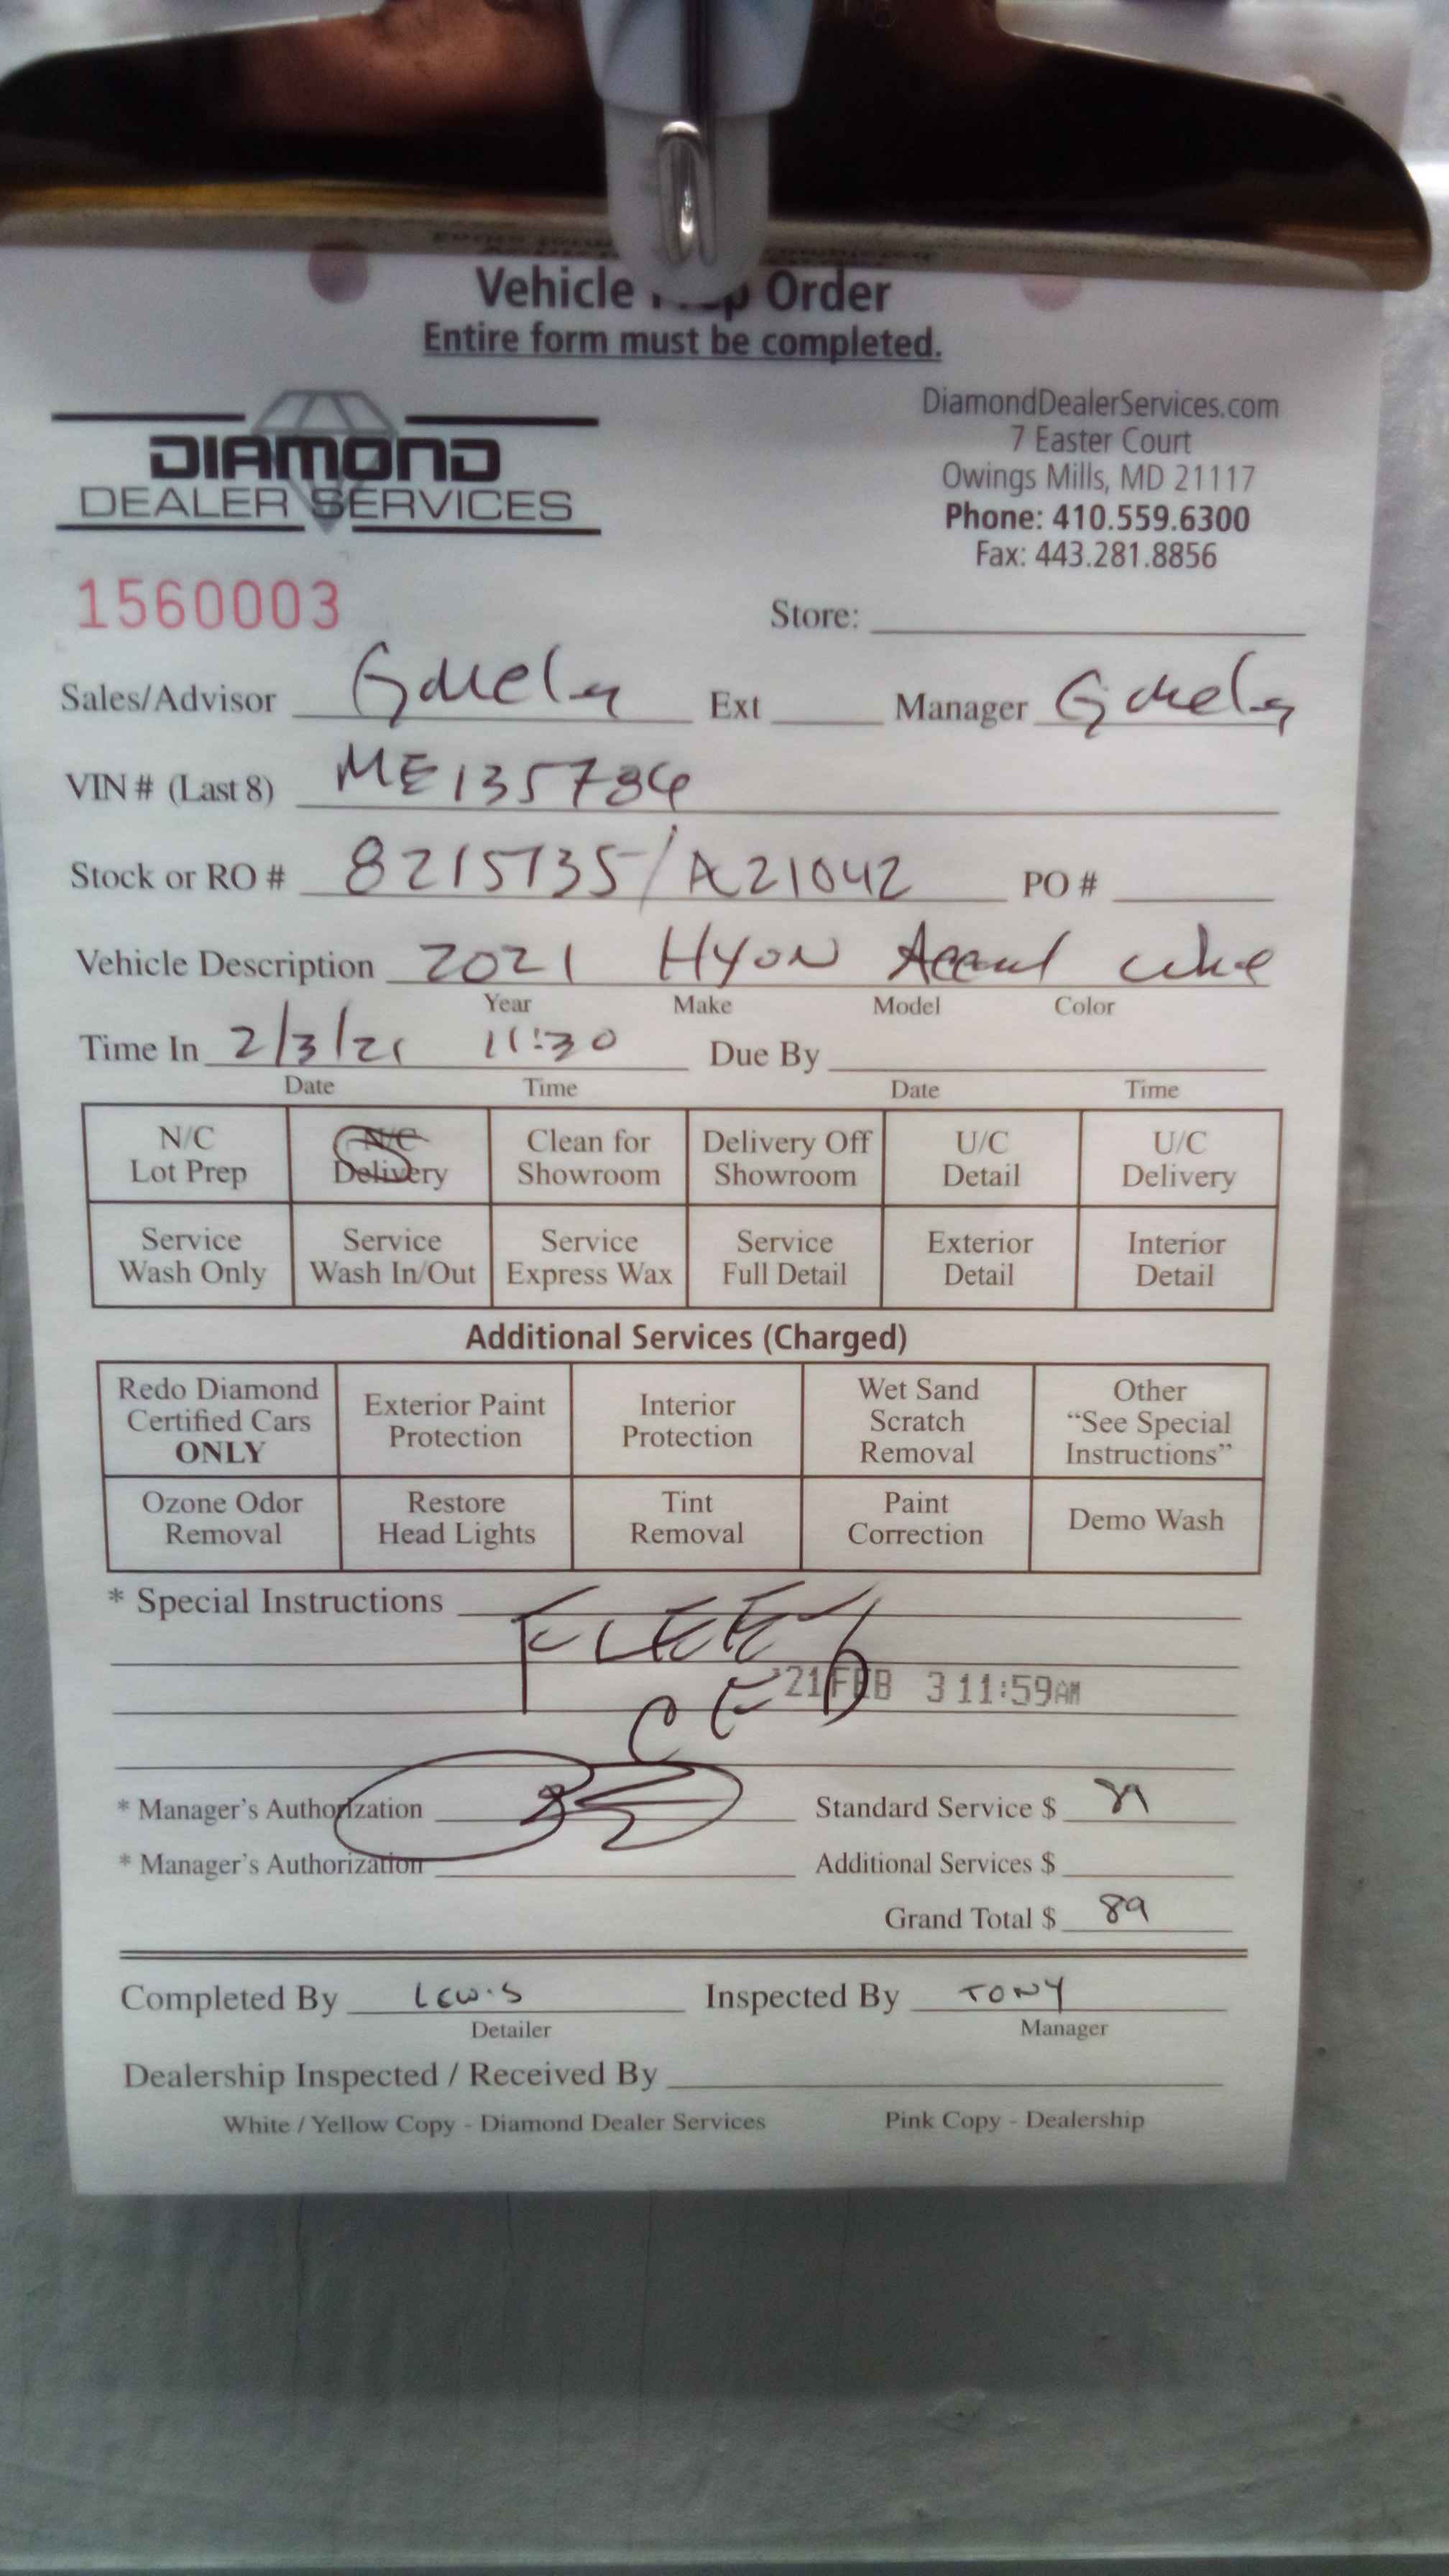 Vehicle Order
Entire form must be completed.
DIAMOND
DEALER SERVICES
DiamondDealerServices.com
7 Easter Court
Owings Mills, MD 21117
Phone: 410.559.6300
Fax: 443.281.8856
1560003
Store:
Sales/Advisor Ext Manager
VIN # (Last 8) ME135784
Stock or RO # 8215735/A21042 PO #
Vehicle Description 2021 HYUN Accent
Year Make Model Color
Time In 2/3/21 11:30 Due By
Date Time Date Time
N/C Lot Prep N/C Delivery Clean for Showroom Delivery Off Showroom U/C Detail U/C Delivery
Service Wash Only Service Wash In/Out Service Express Wax Service Full Detail Exterior Detail Interior Detail
Additional Services (Charged)
Redo Diamond Certified Cars ONLY Exterior Paint Protection Interior Protection Wet Sand Scratch Removal Other "See Special Instructions"
Ozone Odor Removal Restore Head Lights Tint Removal Paint Correction Demo Wash
* Special Instructions FLEET
'21 FEB 3 11:59AM
* Manager's Authorization Standard Service $
* Manager's Authorization Additional Services $
Grand Total $ 89
Completed By Lewis Inspected By TONY
Detailer Manager
Dealership Inspected / Received By
White / Yellow Copy - Diamond Dealer Services Pink Copy - Dealership